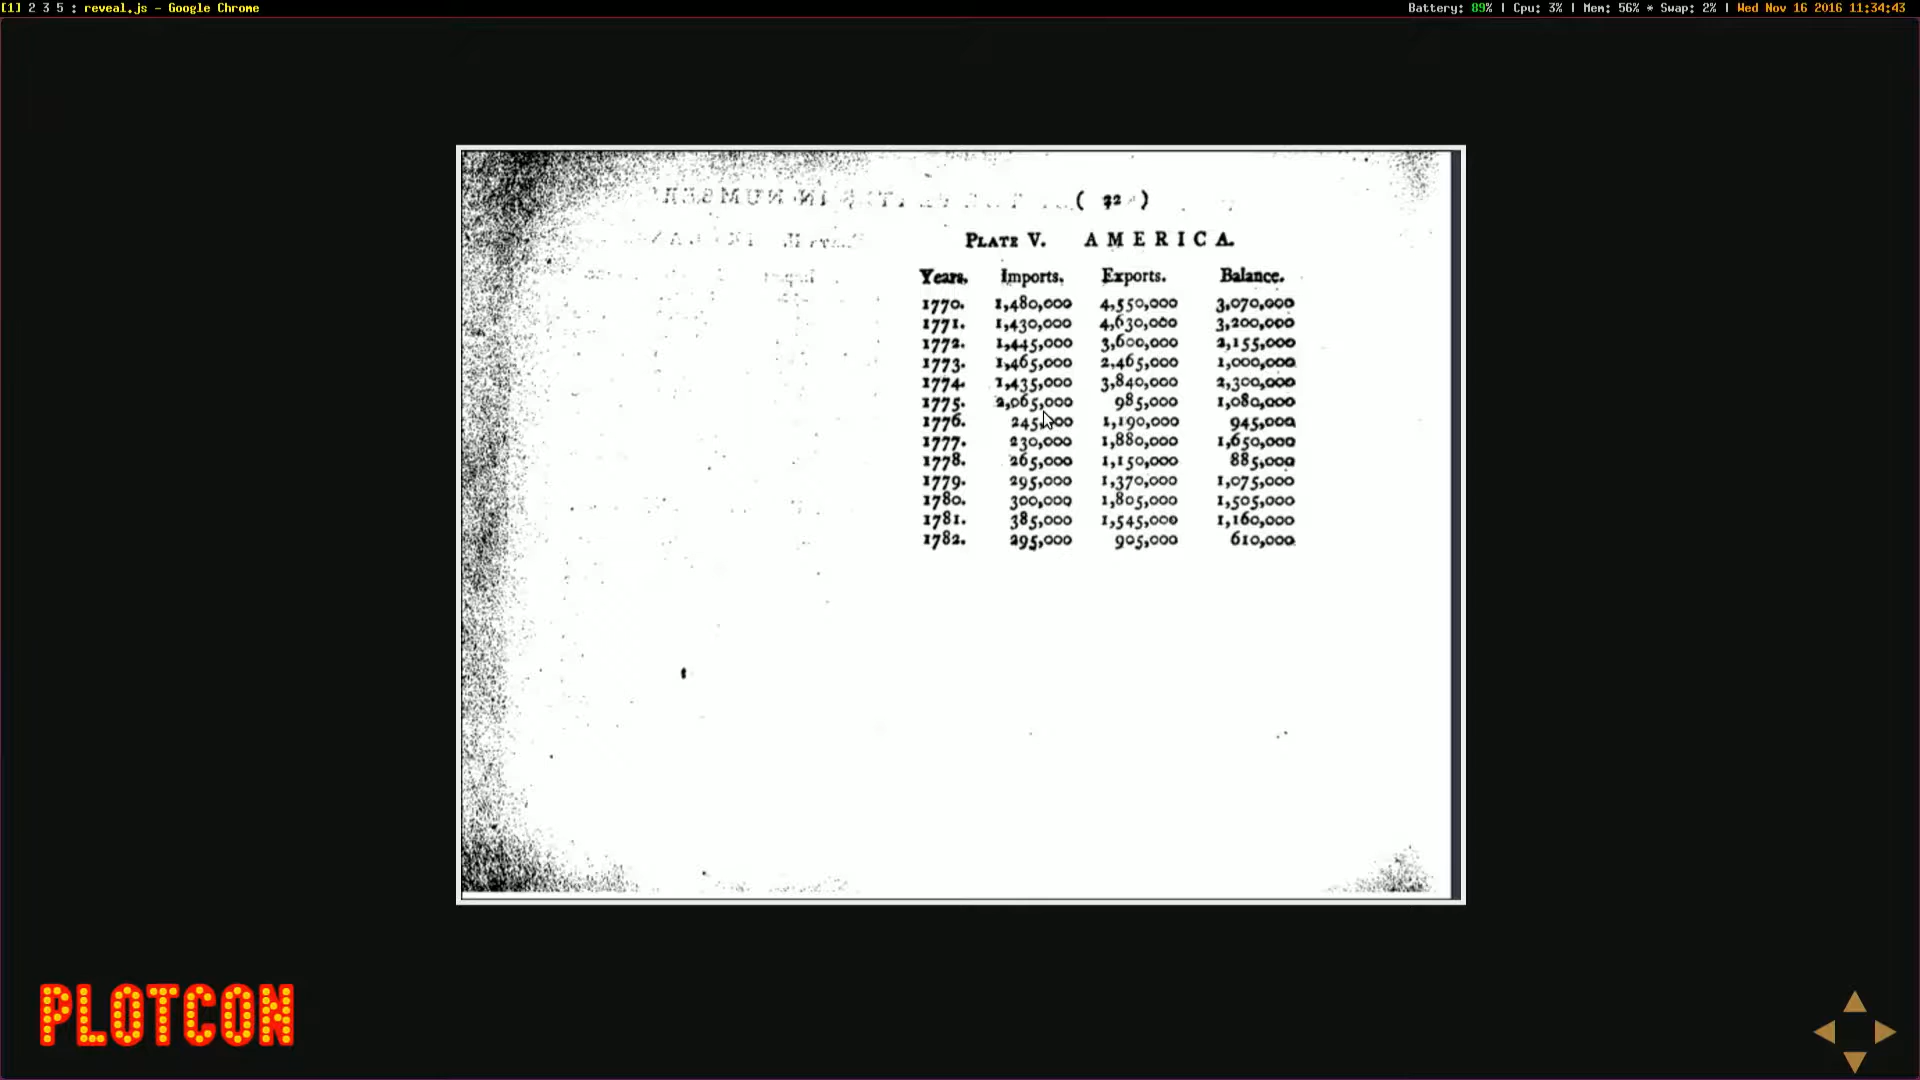 [1] 2 3 5 : reveal.js - Google Chrome
Battery: 89% | Cpu: 3% | Mem: 56% * Swap: 2% | Wed Nov 16 2016 11:34:43
( 32 )
PLATE V. AMERICA.
Years. Imports. Exports. Balance.
1770. 1,480,000 4,550,000 3,070,000
1771. 1,430,000 4,630,000 3,200,000
1772. 1,445,000 3,600,000 2,155,000
1773. 1,465,000 2,465,000 1,000,000
1774. 1,435,000 3,840,000 2,300,000
1775. 2,065,000 985,000 1,080,000
1776. 245,000 1,190,000 945,000
1777. 230,000 1,880,000 1,650,000
1778. 265,000 1,150,000 885,000
1779. 295,000 1,370,000 1,075,000
1780. 300,000 1,805,000 1,505,000
1781. 385,000 1,545,000 1,160,000
1782. 295,000 905,000 610,000
PLOTCON